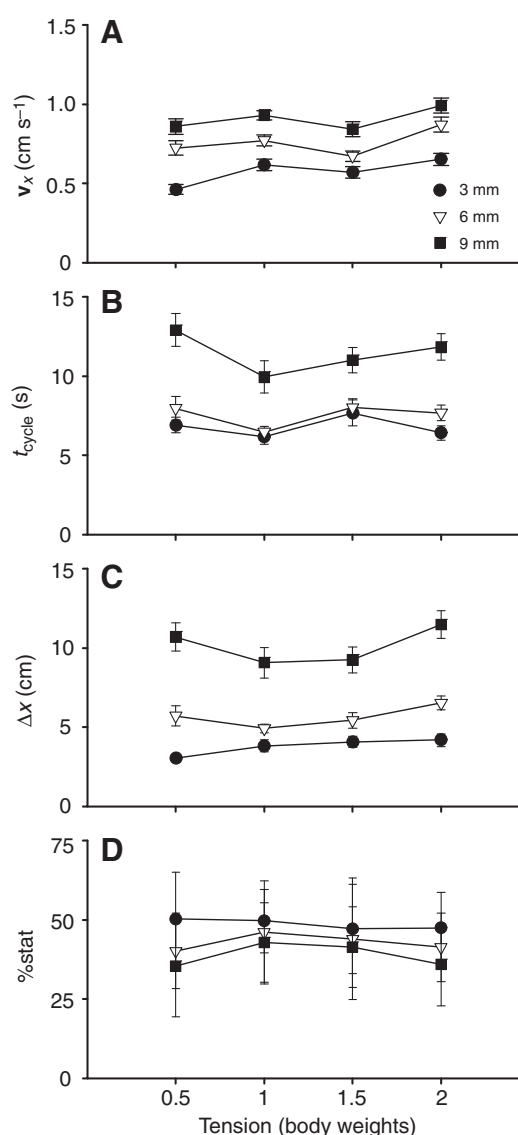 A
1.5
1.0
0.5
0
vx (cm s–1)
3 mm
6 mm
9 mm
B
15
10
5
0
tcycle (s)
C
15
10
5
0
Δx (cm)
D
75
50
25
0
%stat
0.5 1 1.5 2
Tension (body weights)